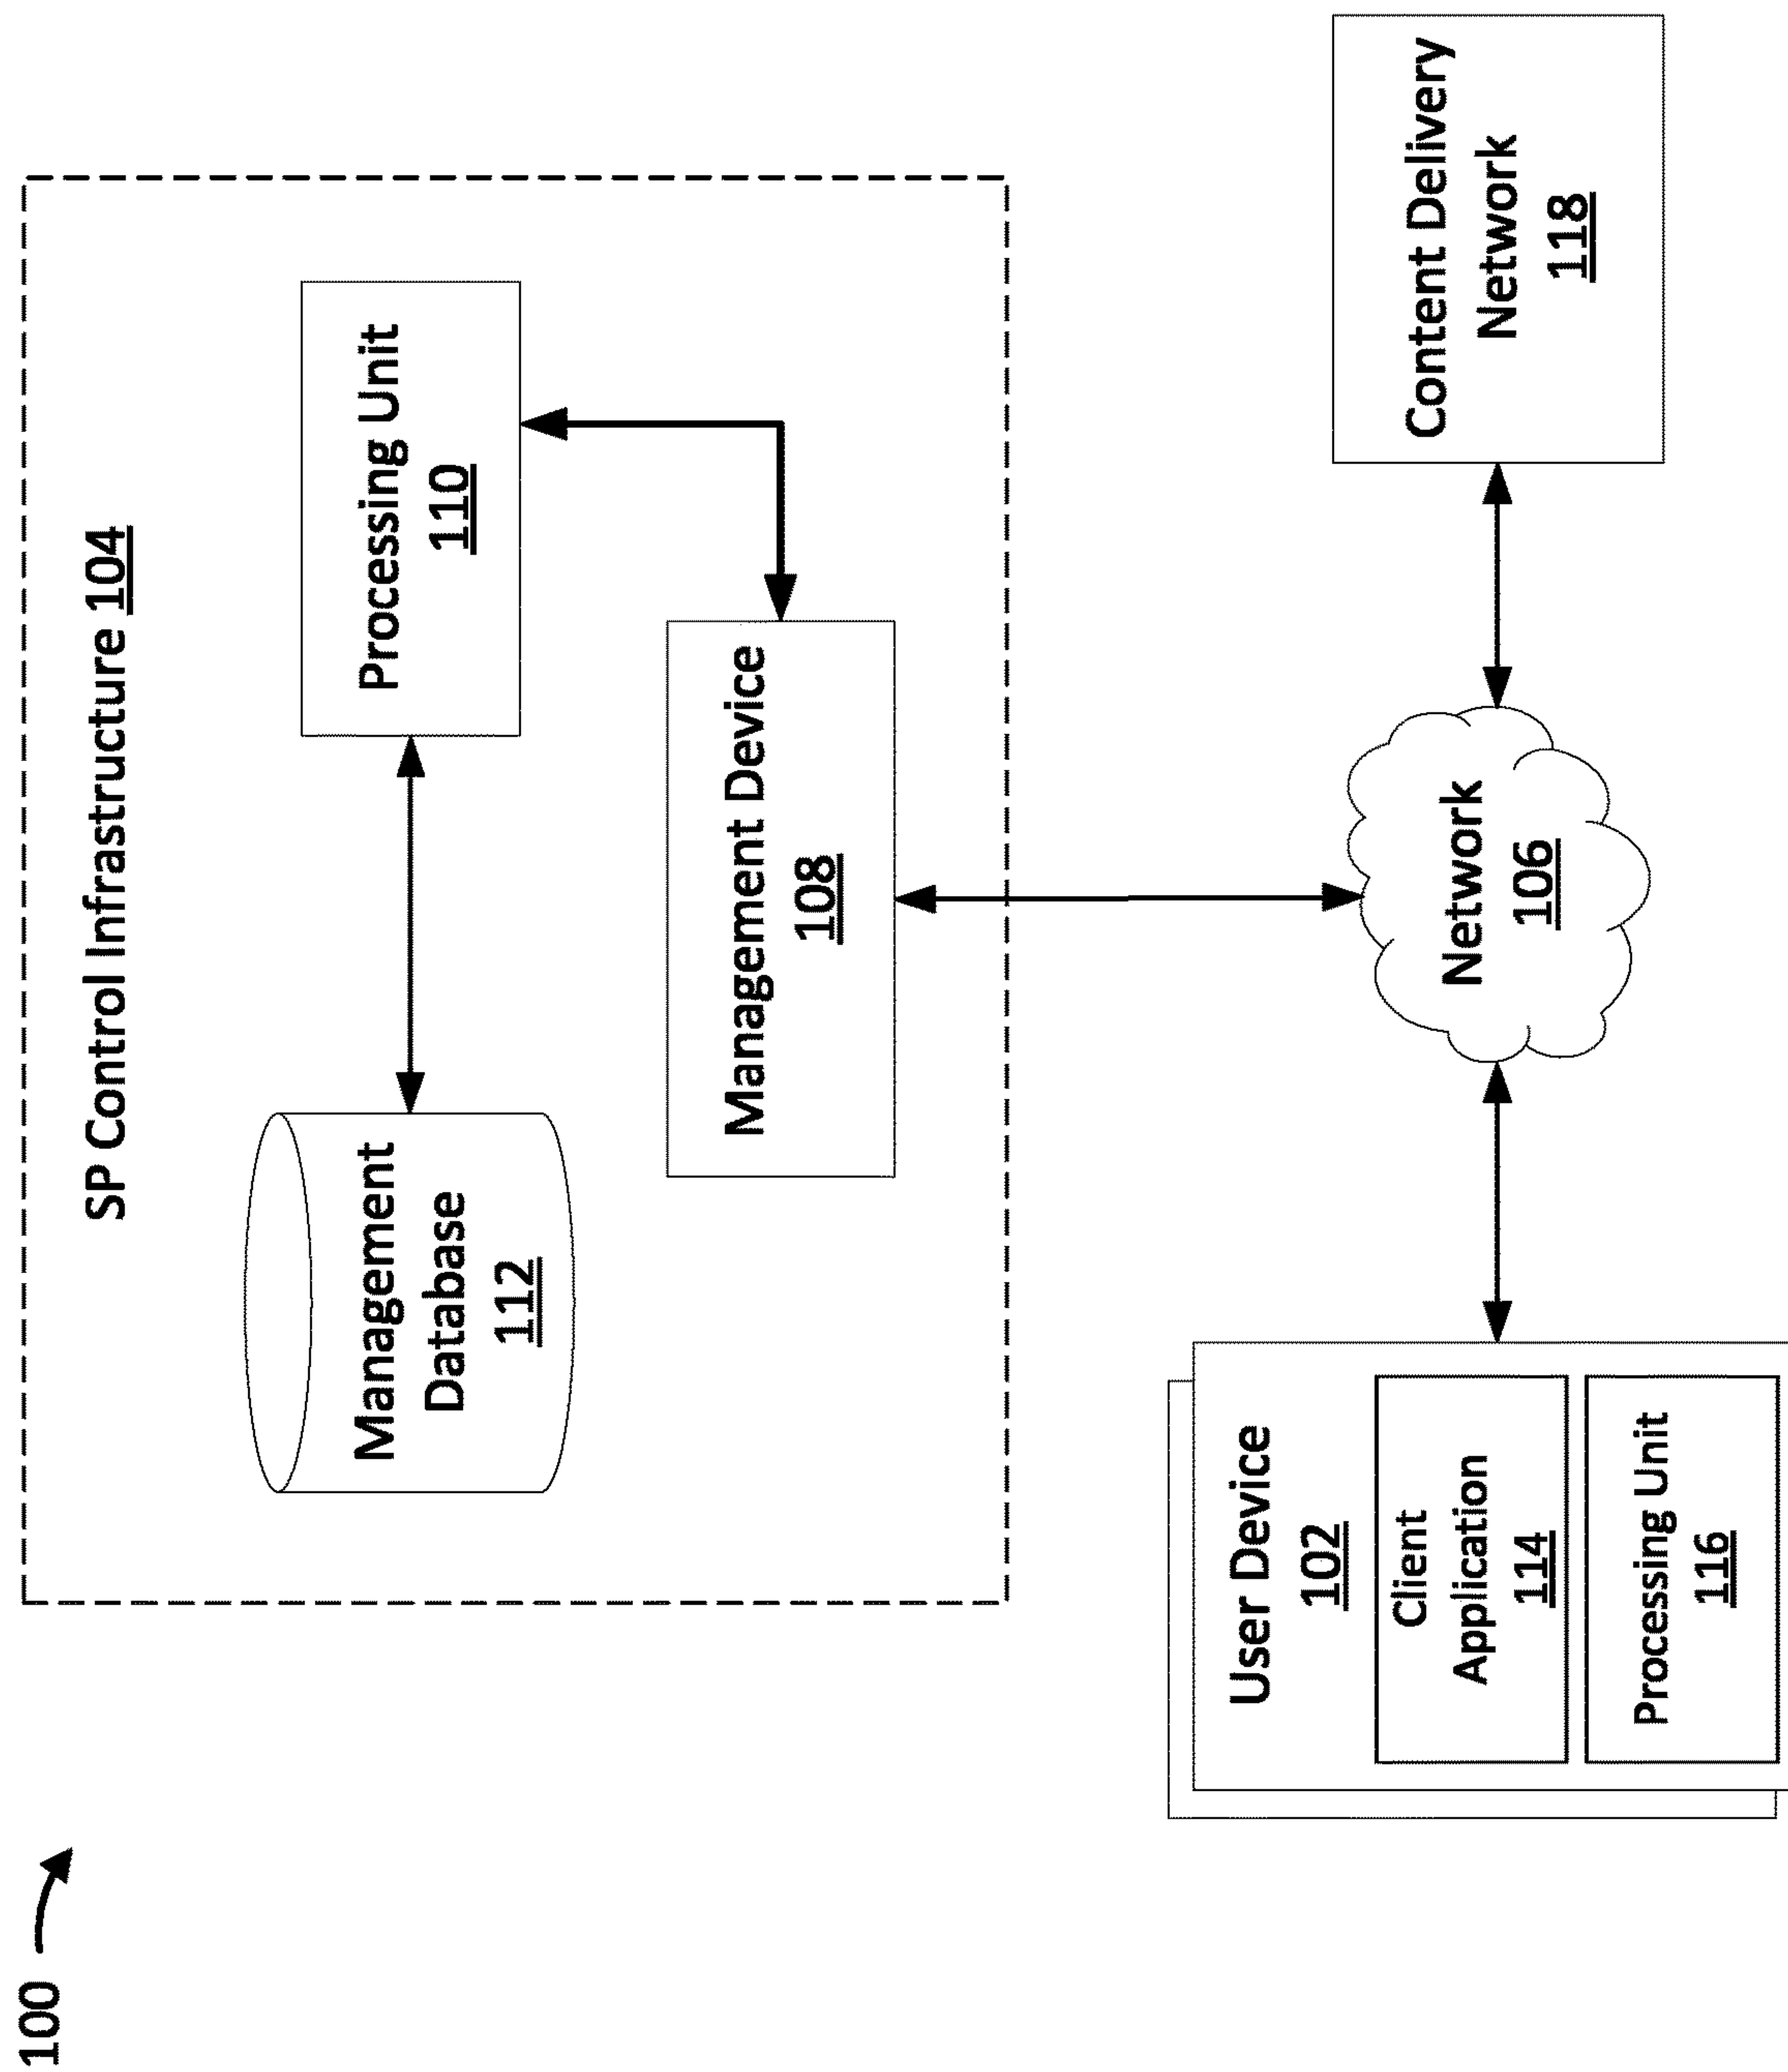 100
SP Control Infrastructure 104
Management
Database
112
Processing Unit
110
Management Device
108
User Device
102
Client
Application
114
Processing Unit
116
Network
106
Content Delivery
Network
118